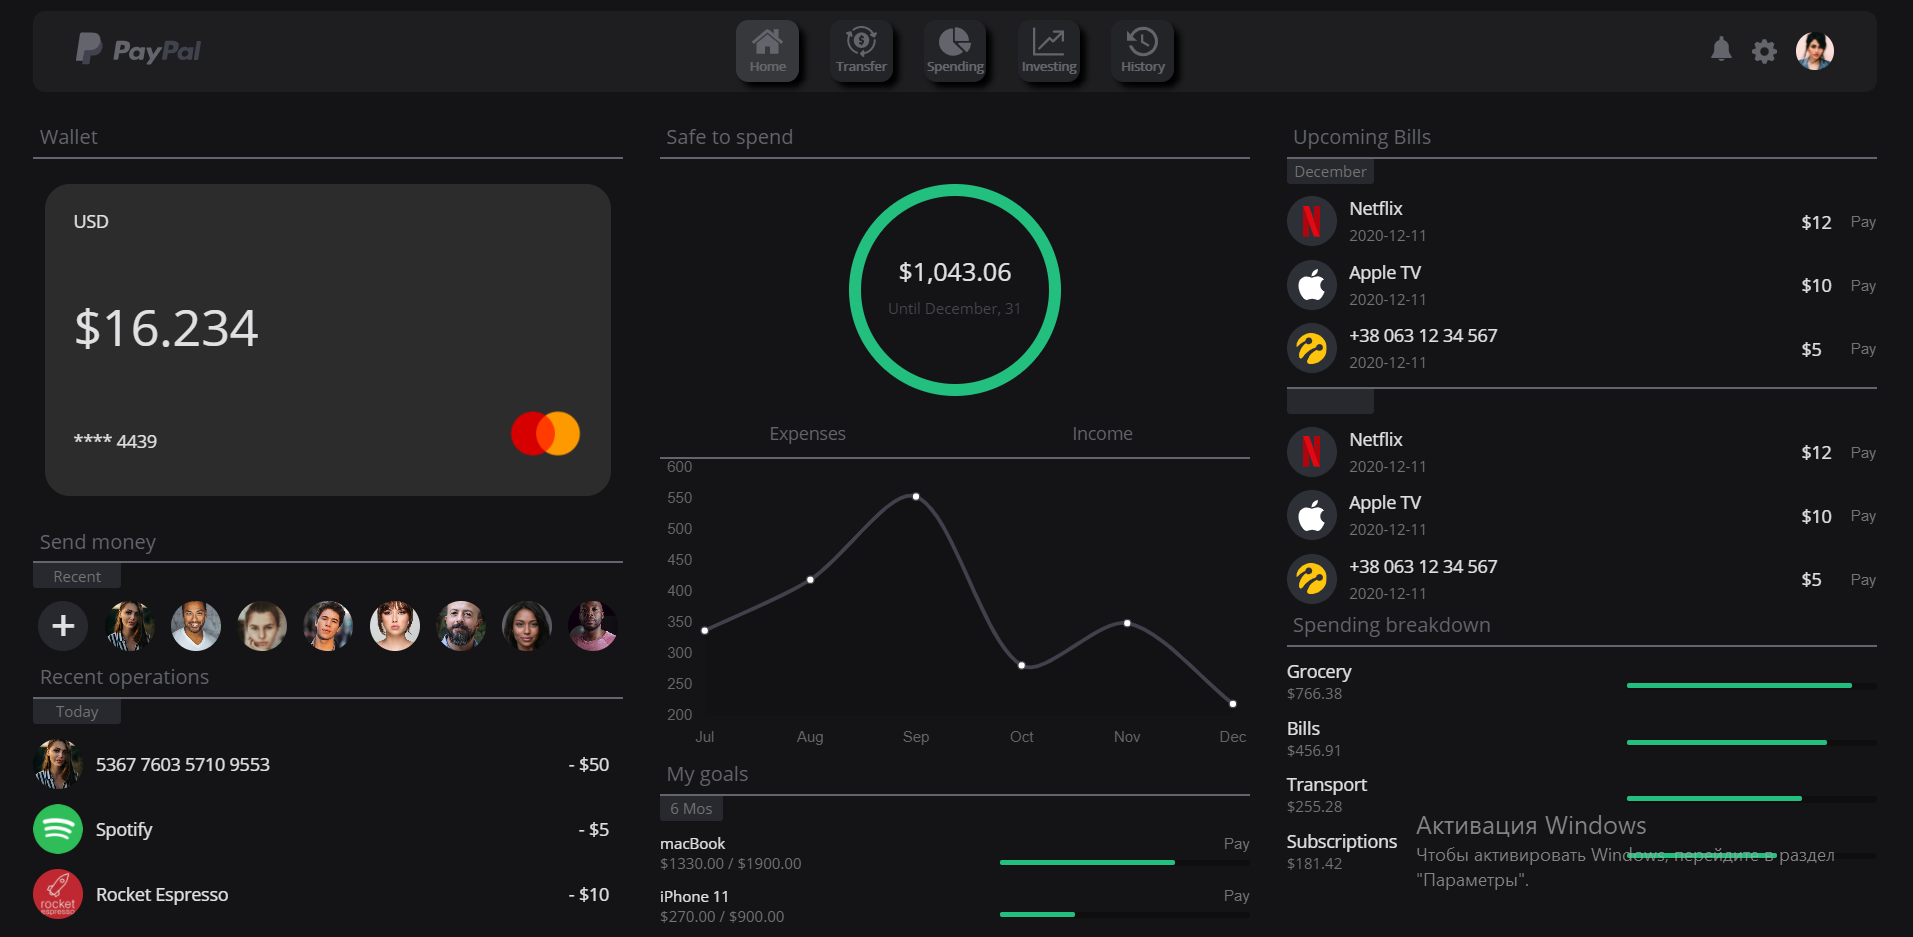 PayPal
Home
Transfer
Spending
Investing
History
Wallet
USD
$16.234
**** 4439
Send money
Recent
Recent operations
Today
5367 7603 5710 9553
- $50
Spotify
- $5
rocket
espresso
Rocket Espresso
- $10
Safe to spend
$1,043.06
Until December, 31
Expenses
Income
600
550
500
450
400
350
300
250
200
Jul
Aug
Sep
Oct
Nov
Dec
My goals
6 Mos
macBook
Pay
$1330.00 / $1900.00
iPhone 11
Pay
$270.00 / $900.00
Upcoming Bills
December
Netflix
2020-12-11
$12
Pay
Apple TV
2020-12-11
$10
Pay
+38 063 12 34 567
2020-12-11
$5
Pay
Netflix
2020-12-11
$12
Pay
Apple TV
2020-12-11
$10
Pay
+38 063 12 34 567
2020-12-11
$5
Pay
Spending breakdown
Grocery
$766.38
Bills
$456.91
Transport
$255.28
Subscriptions
$181.42
Активация Windows
Чтобы активировать Windows, перейдите в раздел
"Параметры".